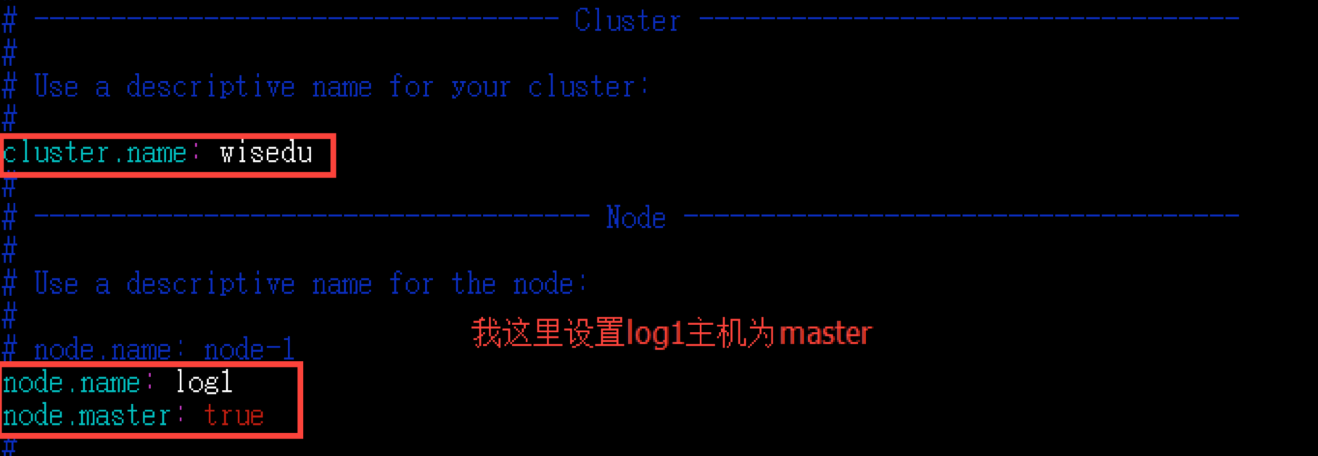 # ---------------------------------- Cluster -----------------------------------
#
# Use a descriptive name for your cluster:
#
cluster.name: wisedu
#
# ------------------------------------ Node ------------------------------------
#
# Use a descriptive name for the node:
#
我这里设置log1主机为master
# node.name: node-1
node.name: log1
node.master: true
#